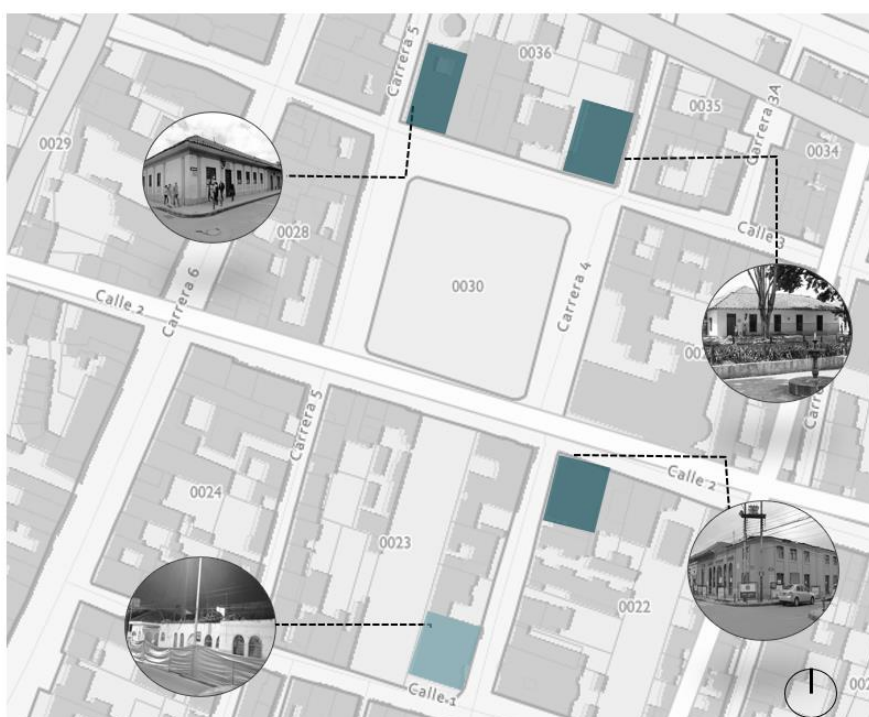 Carrera 5
0036
0035
Carrera 3A
0034
0029
0028
Calle 3
Carrera 6
0030
Carrera 4
Calle 2
Carrera 5
Calle 2
0024
0023
0022
Calle 1